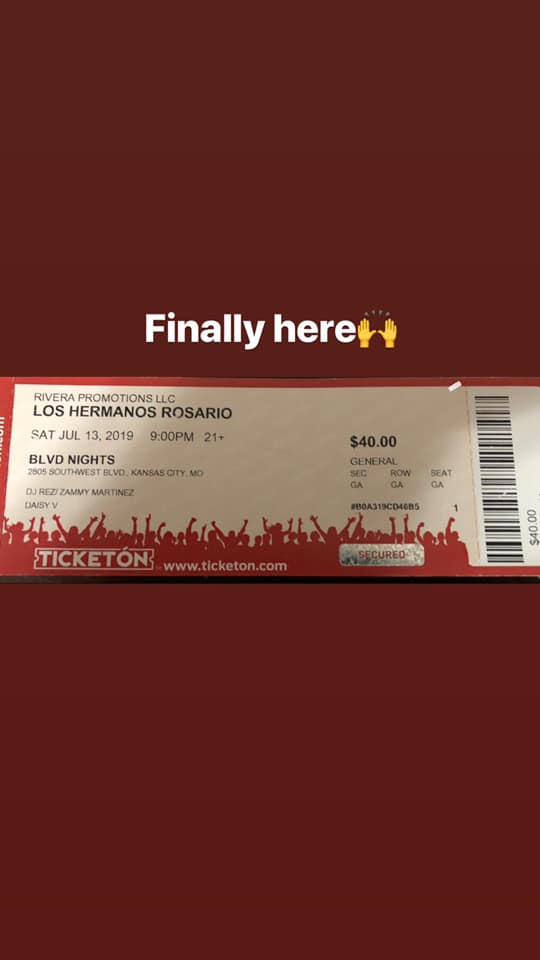 Finally here🙌
RIVERA PROMOTIONS LLC
LOS HERMANOS ROSARIO
SAT JUL 13, 2019 9:00PM 21+
BLVD NIGHTS
2805 SOUTHWEST BLVD., KANSAS CITY, MO
DJ REZ/ ZAMMY MARTINEZ
DAISY V
$40.00
GENERAL
SEC ROW SEAT
GA GA GA
#B0A319CD46B5 1
SECURED
TICKETÓN www.ticketon.com
$40.00